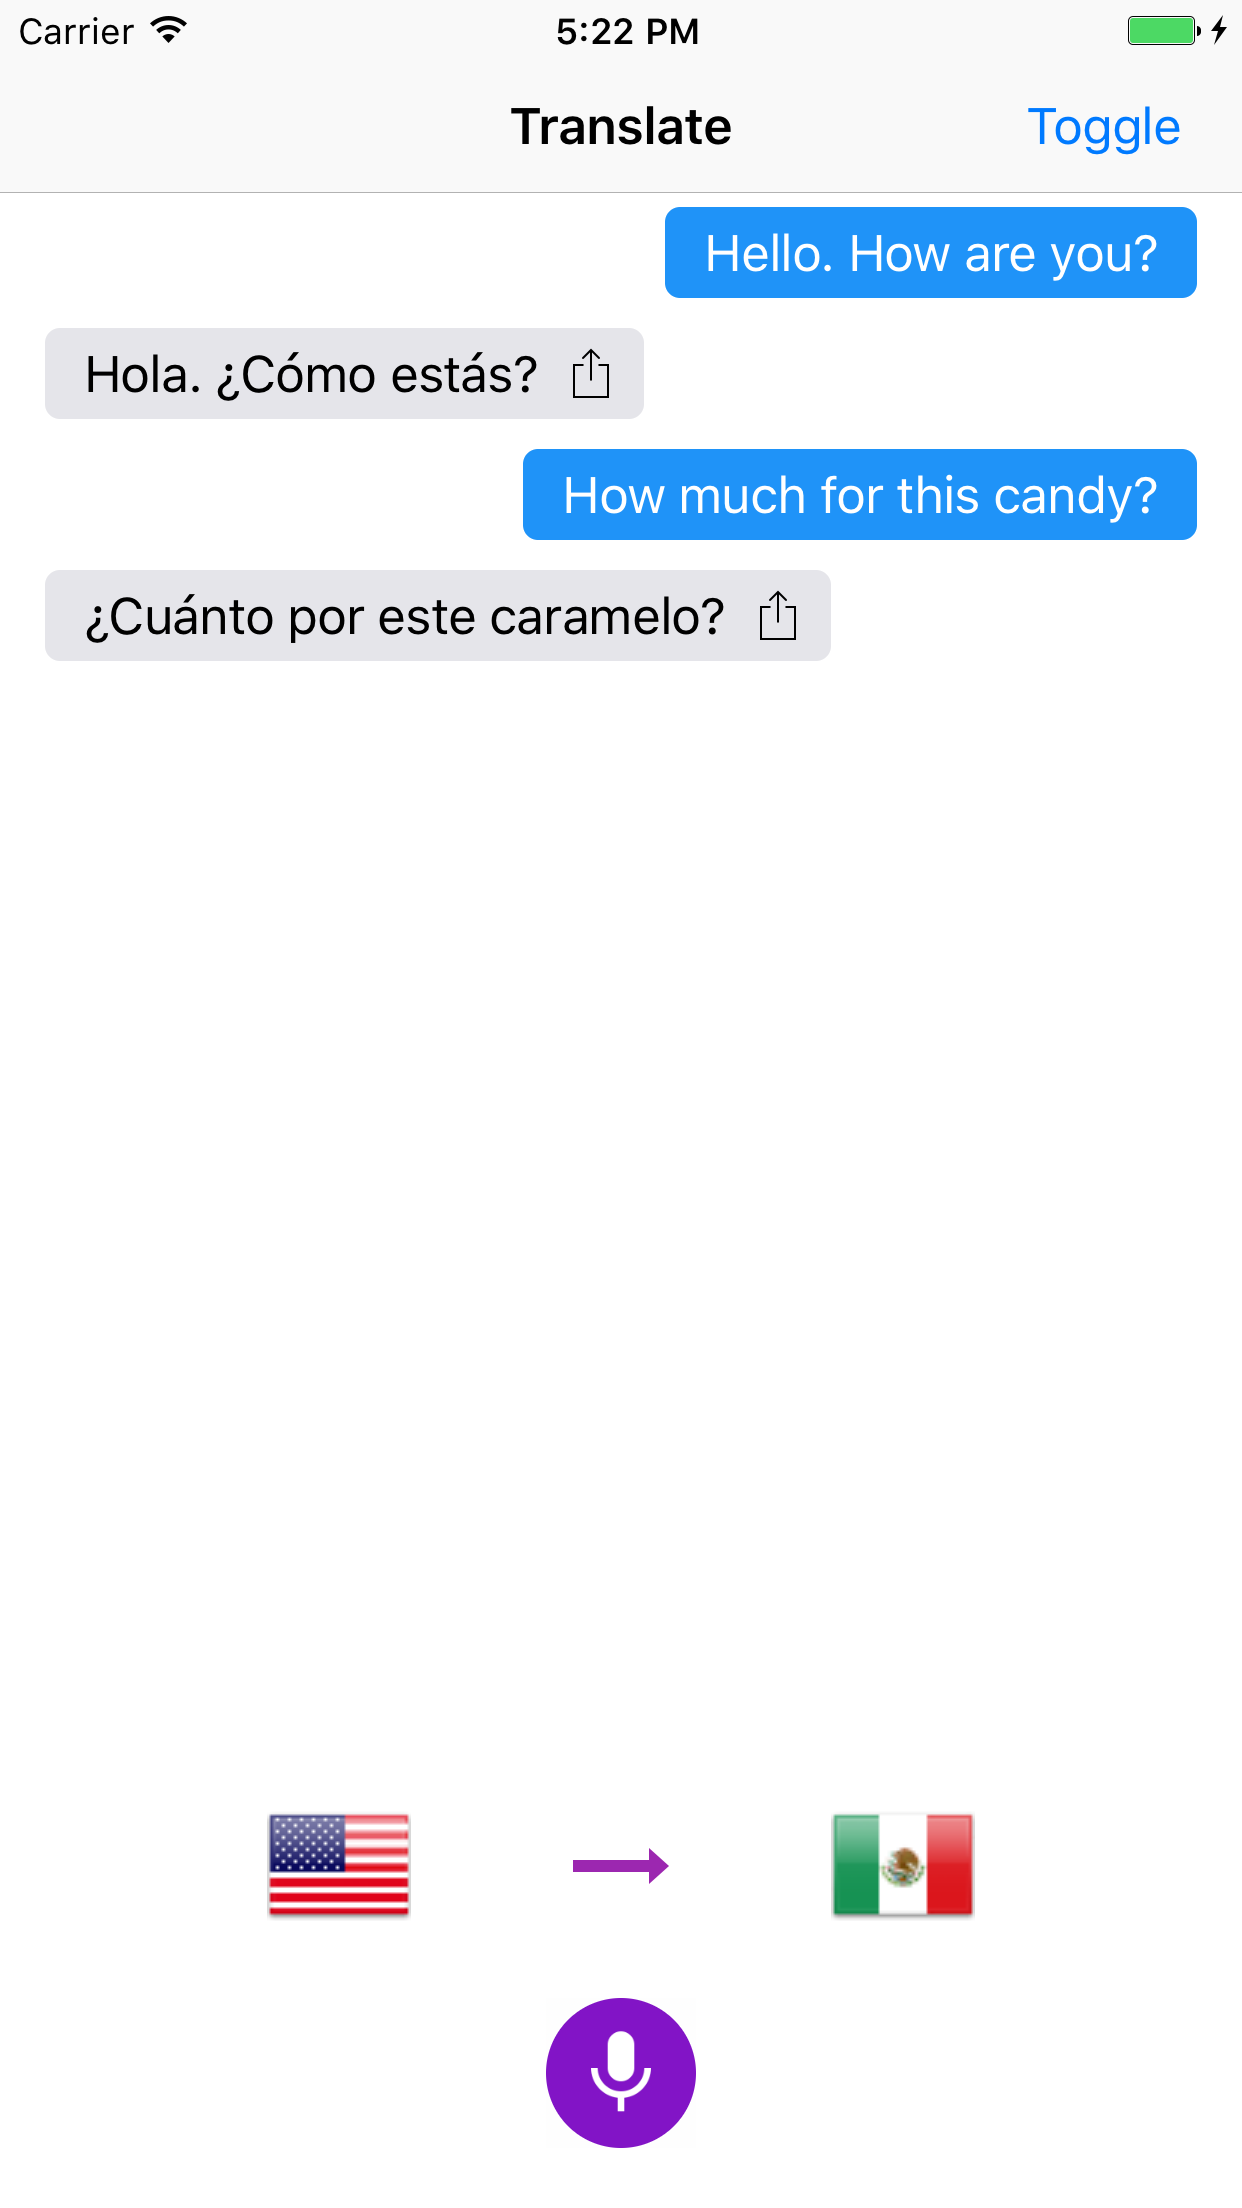 Carrier 5:22 PM
Translate Toggle
Hello. How are you?
Hola. ¿Cómo estás?
How much for this candy?
¿Cuánto por este caramelo?